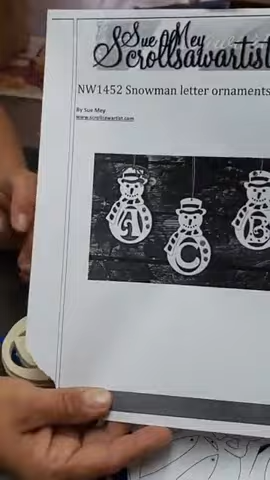 Sue Mey
Scrollsawartist
NW1452 Snowman letter ornaments
By Sue Mey
www.scrollsawartist.com
A
C
B